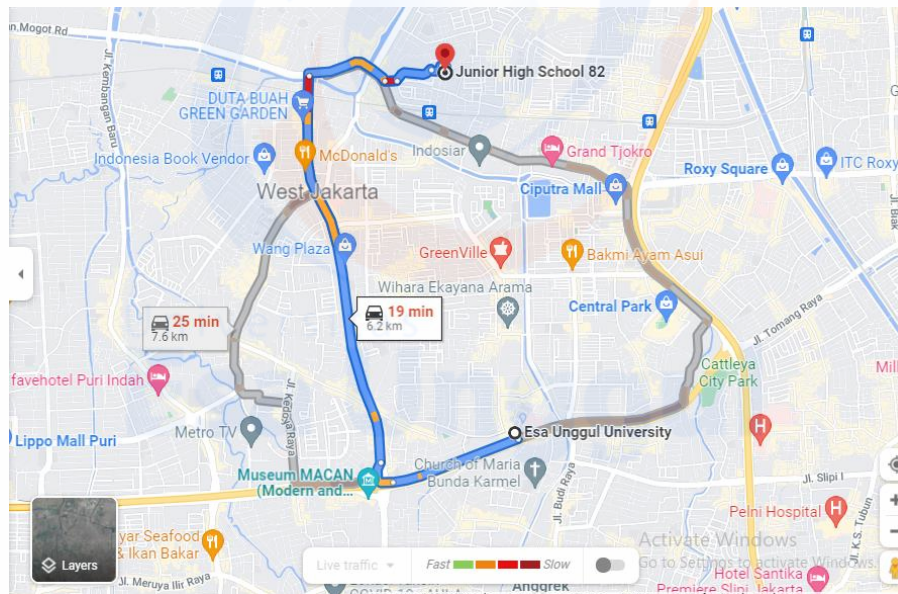 an Mogot Rd
Jl. Kembangan Baru
Junior High School 82
DUTA BUAH
GREEN GARDEN
Indonesia Book Vendor
McDonald's
Indosiar
Grand Tjokro
Roxy Square
ITC Roxy
Ciputra Mall
West Jakarta
Wang Plaza
GreenVille
Bakmi Ayam Asui
Wihara Ekayana Arama
Central Park
25 min
7.6 km
19 min
6.2 km
Jl. Tomang Raya
favehotel Puri Indah
Cattleya
City Park
Mill
Jl. Kedoya Raya
Lippo Mall Puri
Metro TV
Esa Unggul University
Museum MACAN
(Modern and...
Church of Maria
Bunda Karmel
Jl. Budi Raya
Jl. Slipi I
Pelni Hospital
Jl. K.S. Tubun
yar Seafood
& Ikan Bakar
Layers
Live traffic
Fast
Slow
Activate Windows
Go to Settings to activate Windows.
Jl. Meruya Ilir Raya
Anggrek
Hotel Santika
Premiere Slipi Jakarta